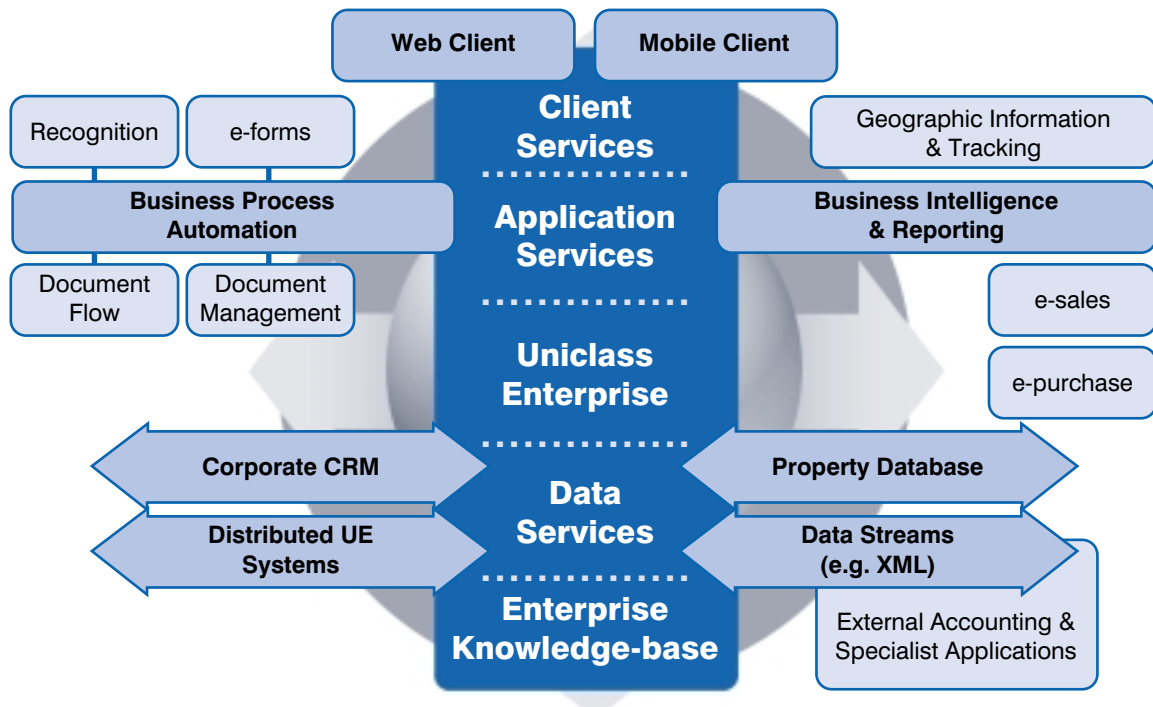 Web Client
Mobile Client
Client
Services
Recognition
e-forms
Geographic Information
& Tracking
Business Process
Automation
Application
Services
Business Intelligence
& Reporting
Document
Flow
Document
Management
e-sales
Uniclass
Enterprise
e-purchase
Corporate CRM
Property Database
Data
Services
Distributed UE
Systems
Data Streams
(e.g. XML)
Enterprise
Knowledge-base
External Accounting &
Specialist Applications